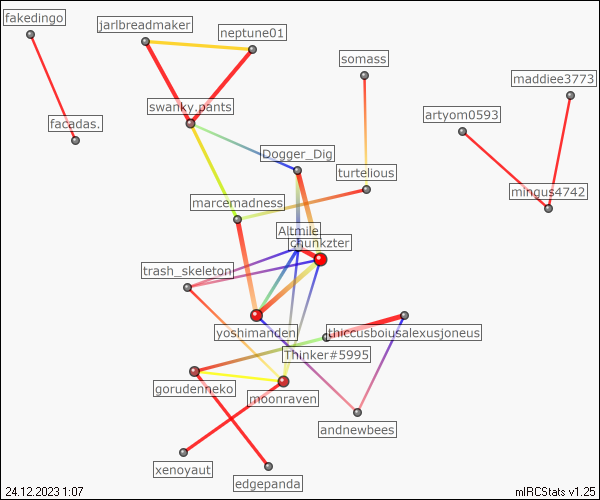 fakedingo
jarlbreadmaker
neptune01
somass
maddiee3773
swanky.pants
artyom0593
facadas.
Dogger_Dig
turtelious
mingus4742
marcemadness
Altmile
chunkzter
trash_skeleton
yoshimanden
thiccusboiusalexusjoneus
Thinker#5995
gorudenneko
moonraven
andnewbees
xenoyaut
edgepanda
24.12.2023 1:07
mIRCStats v1.25